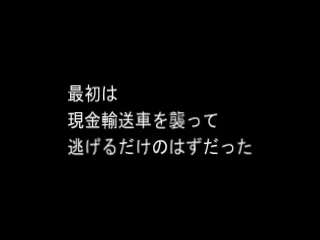 最初は
現金輸送車を襲って
逃げるだけのはずだった